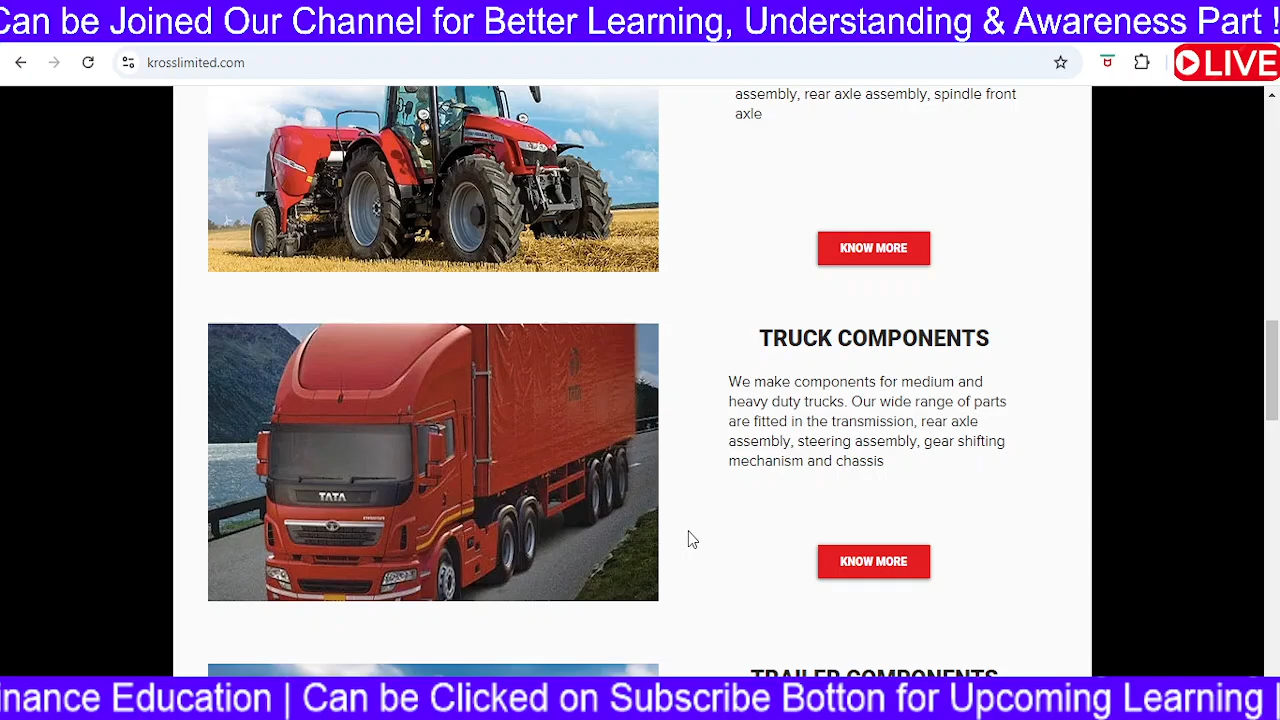 Can be Joined Our Channel for Better Learning, Understanding & Awareness Part !
krosslimited.com
LIVE
assembly, rear axle assembly, spindle front
axle
KNOW MORE
TRUCK COMPONENTS
We make components for medium and
heavy duty trucks. Our wide range of parts
are fitted in the transmission, rear axle
assembly, steering assembly, gear shifting
mechanism and chassis
TATA
KNOW MORE
TRAILER COMPONENTS
inance Education | Can be Clicked on Subscribe Botton for Upcoming Learning |